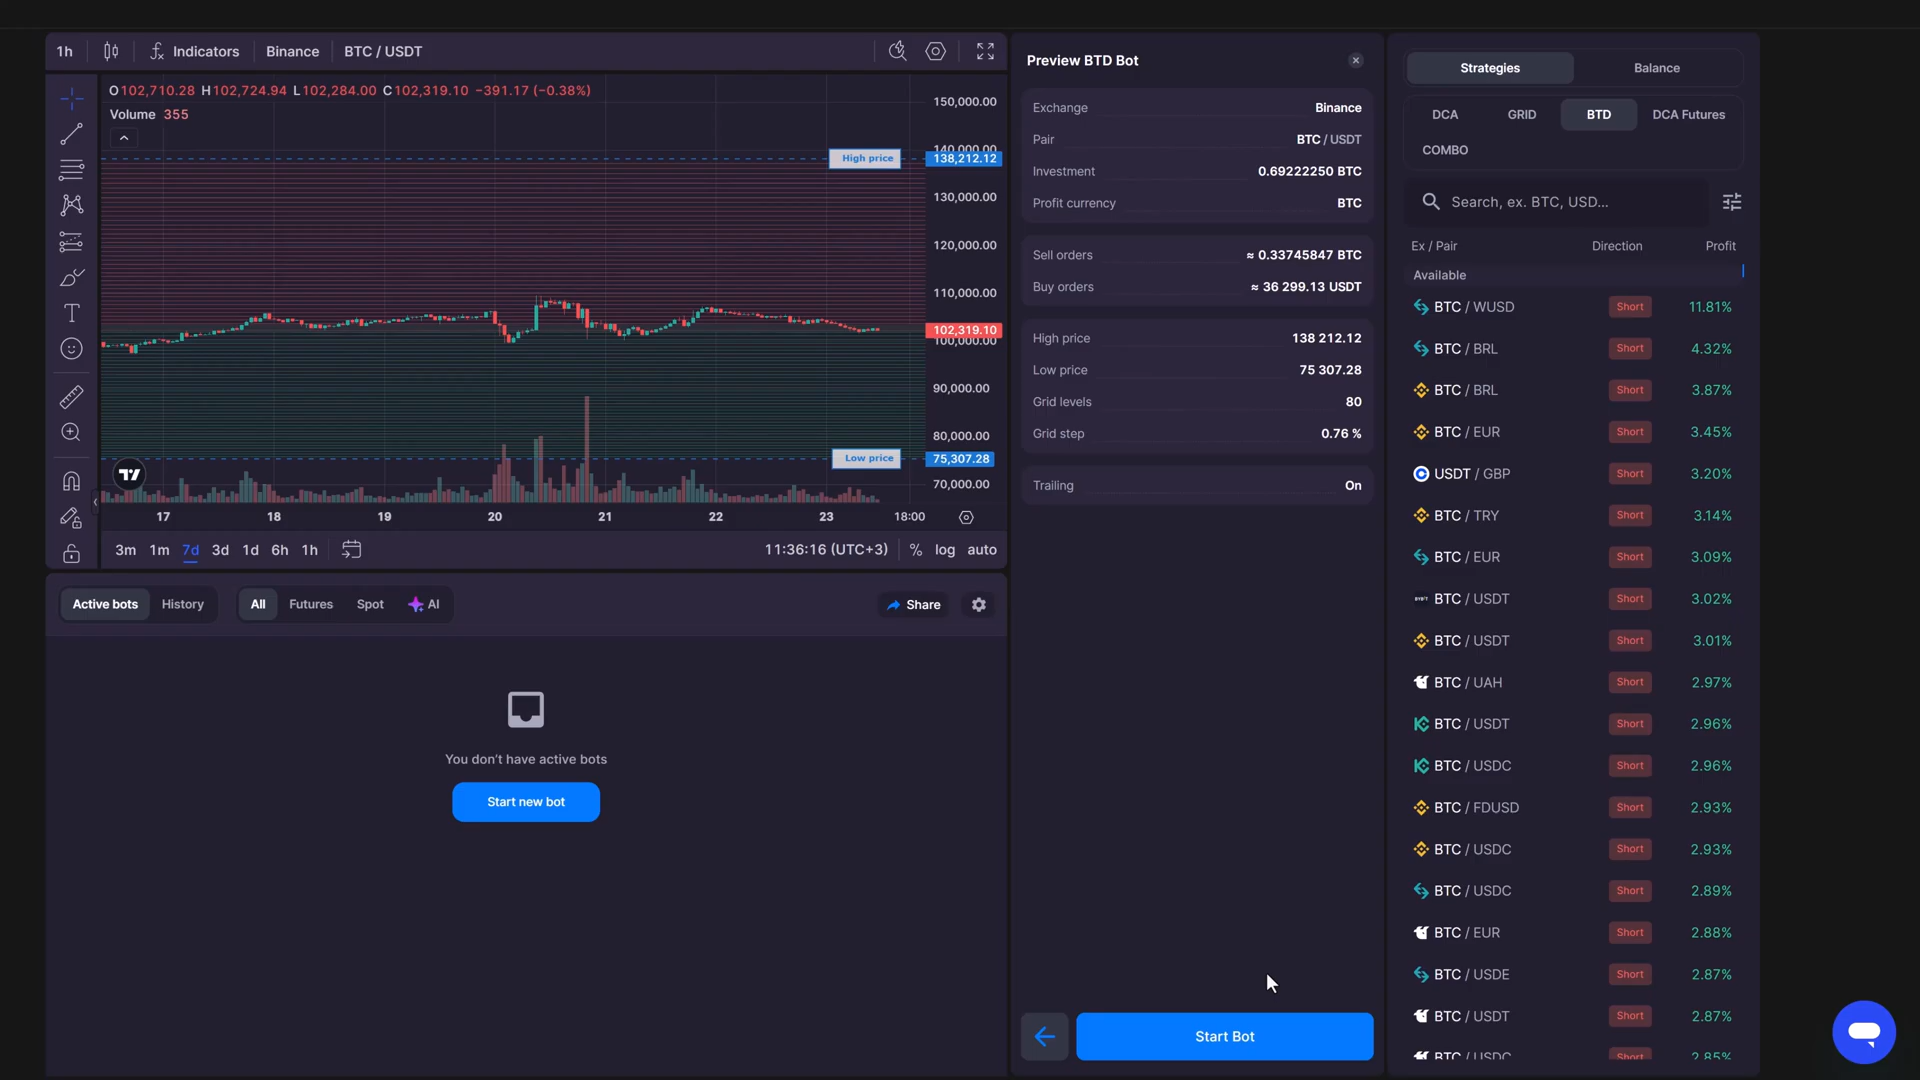 1h Indicators Binance BTC / USDT
O102,710.28 H102,724.94 L102,284.00 C102,319.10 −391.17 (−0.38%)
Volume 355
150,000.00
140,000.00
High price 138,212.12
130,000.00
120,000.00
110,000.00
102,319.10
100,000.00
90,000.00
80,000.00
Low price 75,307.28
70,000.00
17 18 19 20 21 22 23 18:00
3m 1m 7d 3d 1d 6h 1h 11:36:16 (UTC+3) % log auto
Active bots History All Futures Spot AI Share
You don't have active bots
Start new bot
Preview BTD Bot
Exchange Binance
Pair BTC / USDT
Investment 0.69222250 BTC
Profit currency BTC
Sell orders ≈ 0.33745847 BTC
Buy orders ≈ 36 299.13 USDT
High price 138 212.12
Low price 75 307.28
Grid levels 80
Grid step 0.76 %
Trailing On
Start Bot
Strategies Balance
DCA GRID BTD DCA Futures
COMBO
Search, ex. BTC, USD...
Ex / Pair Direction Profit
Available
BTC / WUSD Short 11.81%
BTC / BRL Short 4.32%
BTC / BRL Short 3.87%
BTC / EUR Short 3.45%
USDT / GBP Short 3.20%
BTC / TRY Short 3.14%
BTC / EUR Short 3.09%
BYBIT BTC / USDT Short 3.02%
BTC / USDT Short 3.01%
BTC / UAH Short 2.97%
BTC / USDT Short 2.96%
BTC / USDC Short 2.96%
BTC / FDUSD Short 2.93%
BTC / USDC Short 2.93%
BTC / USDC Short 2.89%
BTC / EUR Short 2.88%
BTC / USDE Short 2.87%
BTC / USDT Short 2.87%
BTC / USDC Short 2.85%